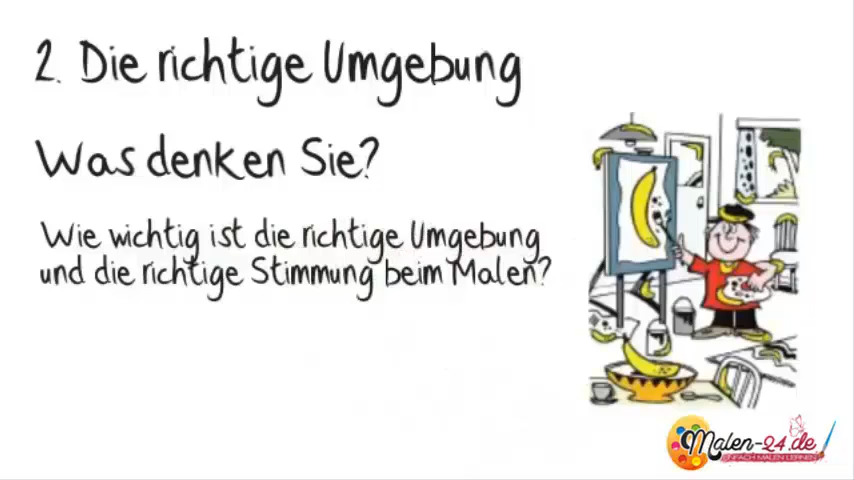 2. Die richtige Umgebung
Was denken Sie?
Wie wichtig ist die richtige Umgebung
und die richtige Stimmung beim Malen?
Malen-24.de
EINFACH MALEN LERNEN